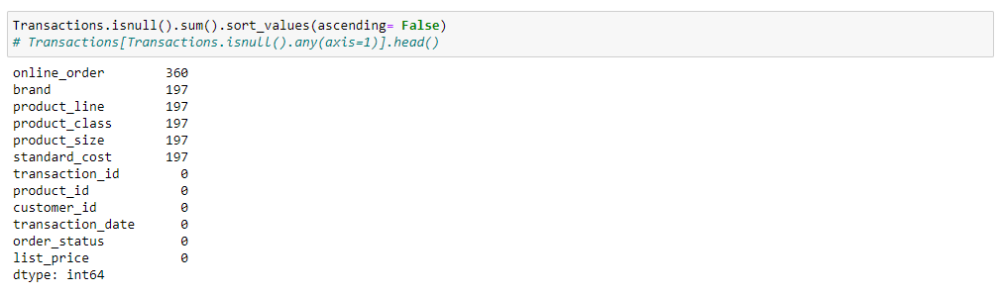 Transactions.isnull().sum().sort_values(ascending= False)
# Transactions[Transactions.isnull().any(axis=1)].head()
online_order 360
brand 197
product_line 197
product_class 197
product_size 197
standard_cost 197
transaction_id 0
product_id 0
customer_id 0
transaction_date 0
order_status 0
list_price 0
dtype: int64